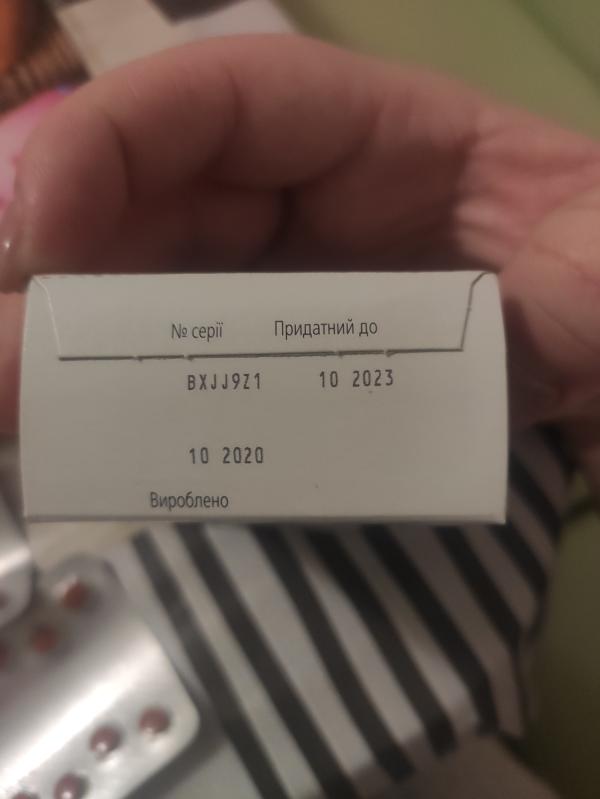 № серії Придатний до
BXJJ9Z1 10 2023
10 2020
Вироблено